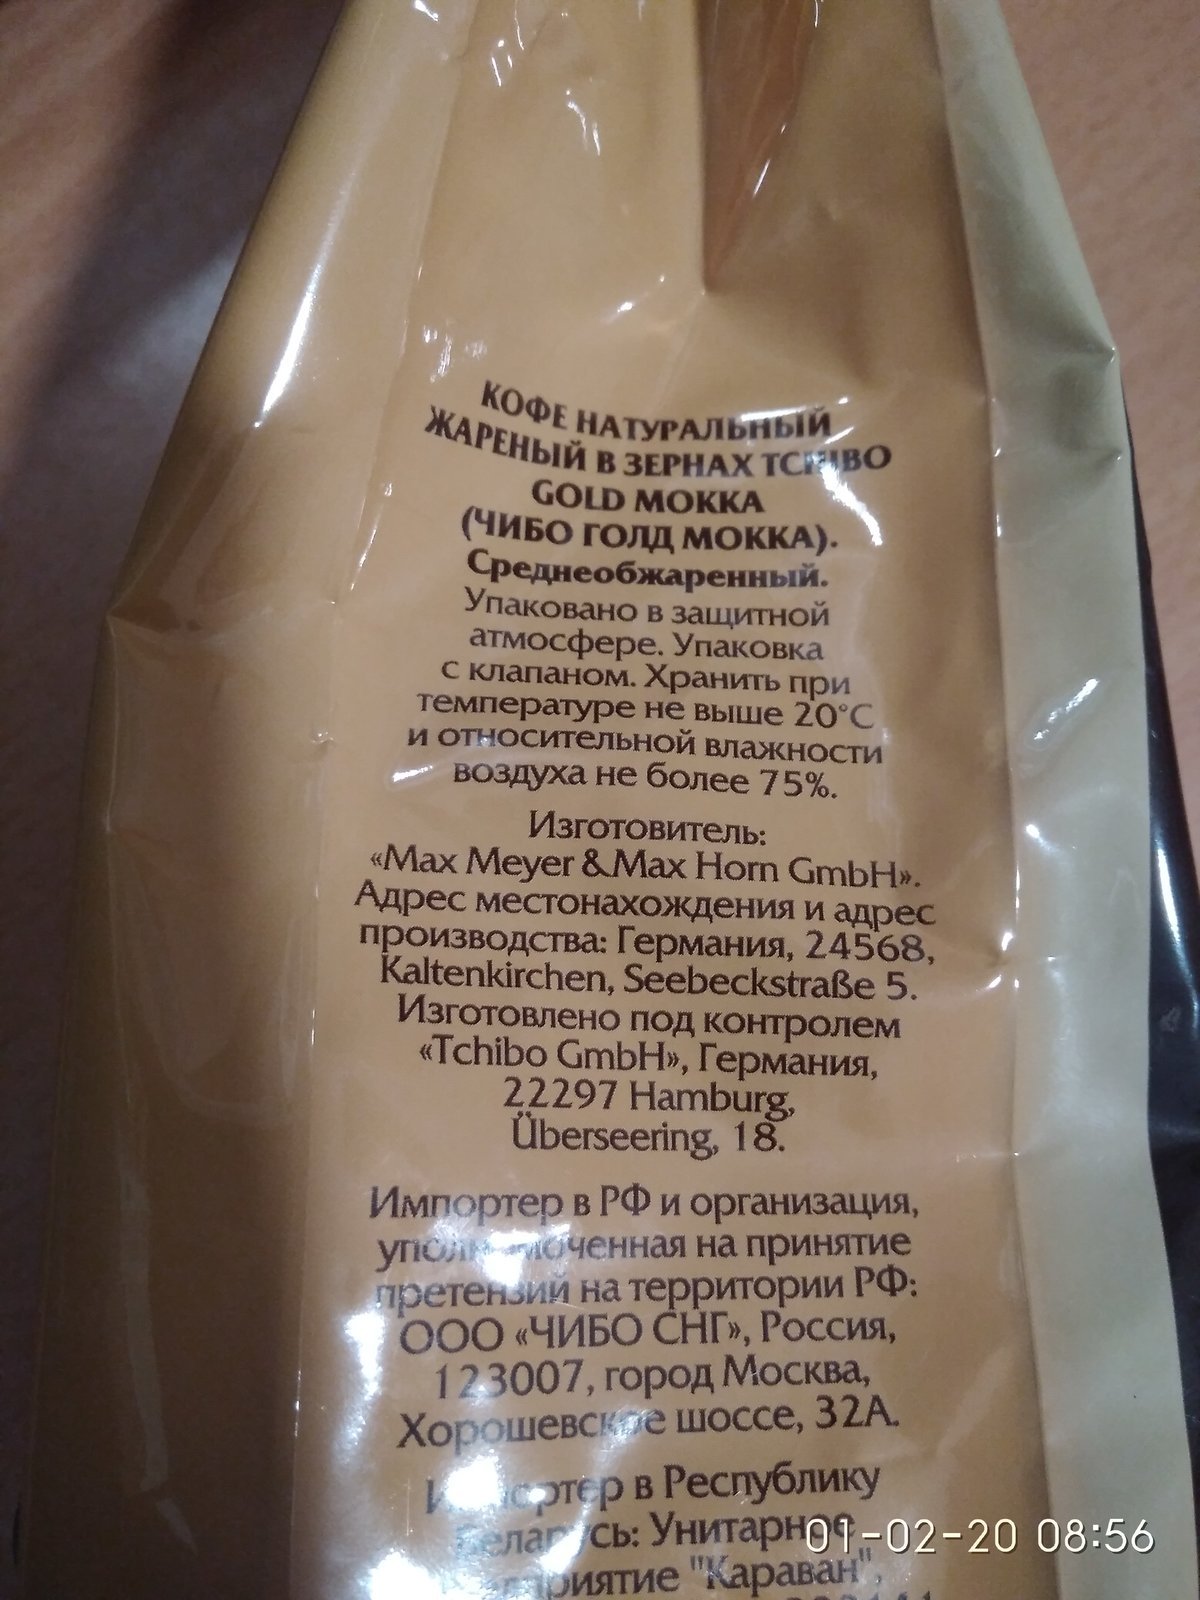 КОФЕ НАТУРАЛЬНЫЙ
ЖАРЕНЫЙ В ЗЕРНАХ TCHIBO
GOLD MOKKA
(ЧИБО ГОЛД МОККА).
Среднеобжаренный.
Упаковано в защитной
атмосфере. Упаковка
с клапаном. Хранить при
температуре не выше 20°С
и относительной влажности
воздуха не более 75%.
Изготовитель:
«Max Meyer &Max Horn GmbH».
Адрес местонахождения и адрес
производства: Германия, 24568,
Kaltenkirchen, Seebeckstraße 5.
Изготовлено под контролем
«Tchibo GmbH», Германия,
22297 Hamburg,
Überseering, 18.
Импортер в РФ и организация,
уполномоченная на принятие
претензий на территории РФ:
ООО «ЧИБО СНГ», Россия,
123007, город Москва,
Хорошевское шоссе, 32А.
Импортер в Республику
Беларусь: Унитарное
предприятие "Караван",
01-02-20 08:56